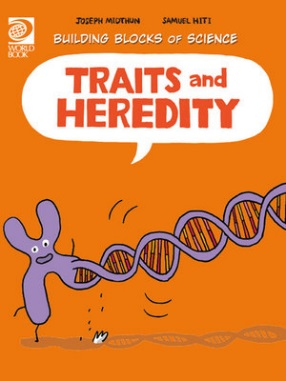 JOSEPH MIDTHUN SAMUEL HITI
BUILDING BLOCKS OF SCIENCE
WORLD
BOOK
TRAITS and
HEREDITY